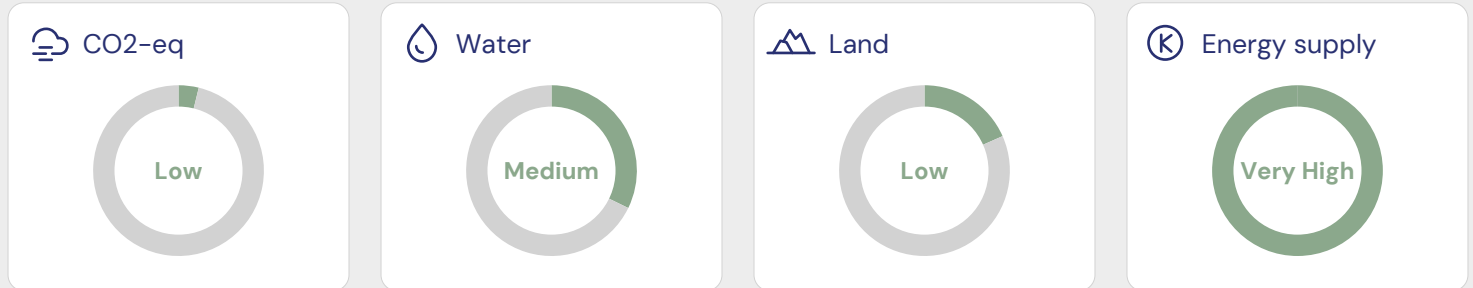 CO2-eq
Low
Water
Medium
Land
Low
Energy supply
Very High